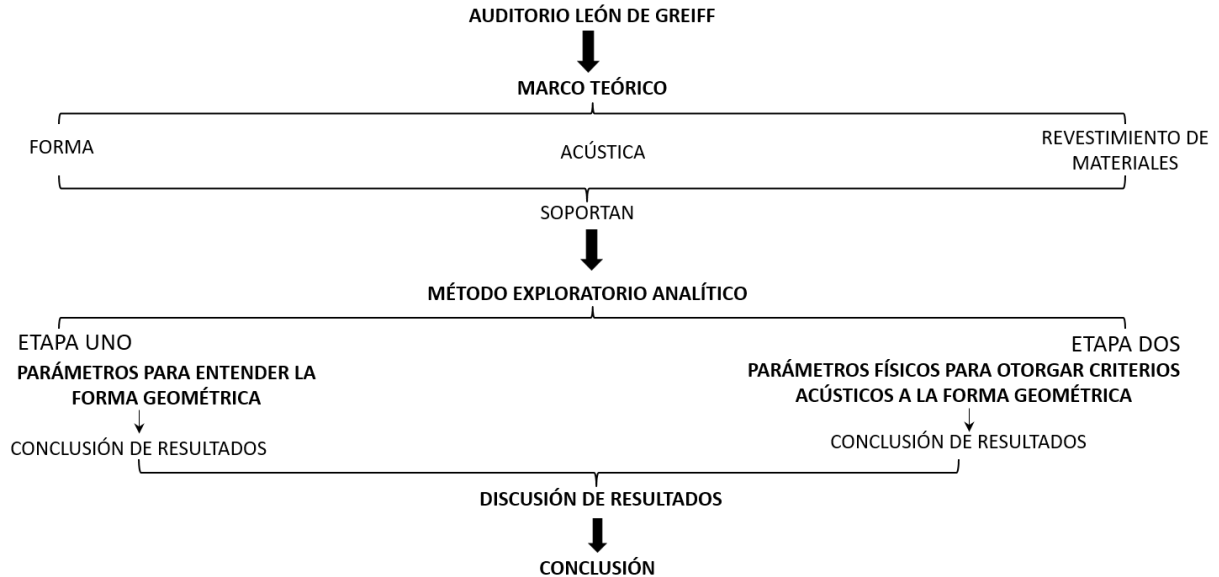 AUDITORIO LEÓN DE GREIFF
MARCO TEÓRICO
FORMA
ACÚSTICA
REVESTIMIENTO DE
MATERIALES
SOPORTAN
MÉTODO EXPLORATORIO ANALÍTICO
ETAPA UNO
PARÁMETROS PARA ENTENDER LA
FORMA GEOMÉTRICA
CONCLUSIÓN DE RESULTADOS
ETAPA DOS
PARÁMETROS FÍSICOS PARA OTORGAR CRITERIOS
ACÚSTICOS A LA FORMA GEOMÉTRICA
CONCLUSIÓN DE RESULTADOS
DISCUSIÓN DE RESULTADOS
CONCLUSIÓN